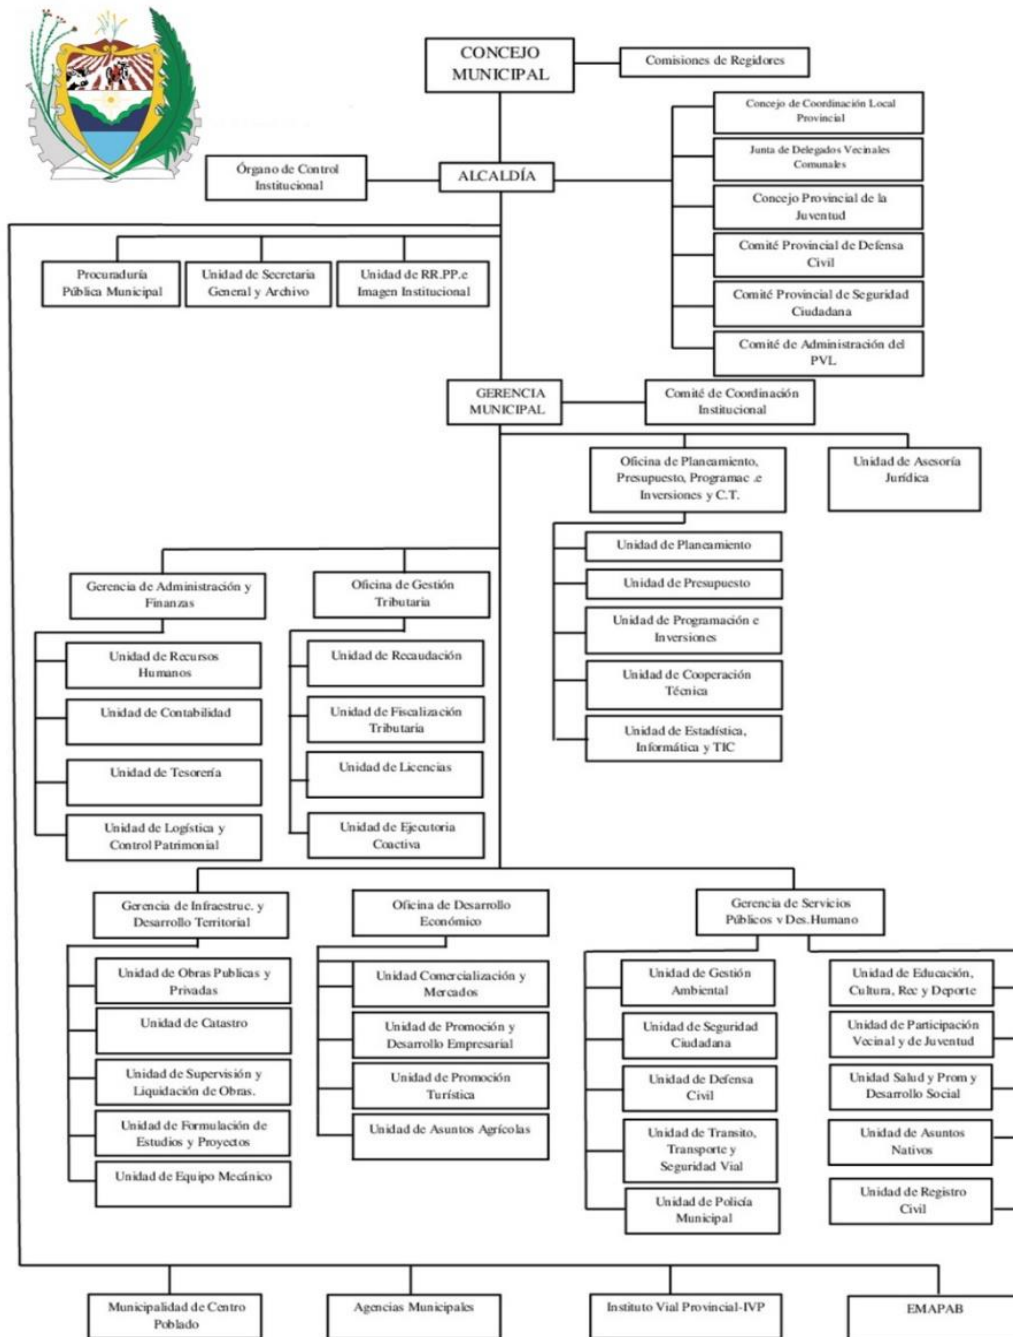 CONCEJO
MUNICIPAL
Comisiones de Regidores
Concejo de Coordinación Local
Provincial
Junta de Delegados Vecinales
Comunales
Órgano de Control
Institucional
ALCALDÍA
Concejo Provincial de la
Juventud
Comité Provincial de Defensa
Civil
Comité Provincial de Seguridad
Ciudadana
Comité de Administración del
PVL
Procuraduría
Pública Municipal
Unidad de Secretaria
General y Archivo
Unidad de RR.PP.e
Imagen Institucional
GERENCIA
MUNICIPAL
Comité de Coordinación
Institucional
Oficina de Planeamiento,
Presupuesto, Programac .e
Inversiones y C.T.
Unidad de Asesoría
Jurídica
Unidad de Planeamiento
Unidad de Presupuesto
Unidad de Programación e
Inversiones
Unidad de Cooperación
Técnica
Unidad de Estadística,
Informática y TIC
Gerencia de Administración y
Finanzas
Unidad de Recursos
Humanos
Unidad de Contabilidad
Unidad de Tesorería
Unidad de Logística y
Control Patrimonial
Oficina de Gestión
Tributaria
Unidad de Recaudación
Unidad de Fiscalización
Tributaria
Unidad de Licencias
Unidad de Ejecutoria
Coactiva
Gerencia de Infraestruc. y
Desarrollo Territorial
Unidad de Obras Publicas y
Privadas
Unidad de Catastro
Unidad de Supervisión y
Liquidación de Obras.
Unidad de Formulación de
Estudios y Proyectos
Unidad de Equipo Mecánico
Oficina de Desarrollo
Económico
Unidad Comercialización y
Mercados
Unidad de Promoción y
Desarrollo Empresarial
Unidad de Promoción
Turística
Unidad de Asuntos Agrícolas
Gerencia de Servicios
Públicos y Des.Humano
Unidad de Gestión
Ambiental
Unidad de Seguridad
Ciudadana
Unidad de Defensa
Civil
Unidad de Transito,
Transporte y
Seguridad Vial
Unidad de Policía
Municipal
Unidad de Educación,
Cultura, Rec y Deporte
Unidad de Participación
Vecinal y de Juventud
Unidad Salud y Prom y
Desarrollo Social
Unidad de Asuntos
Nativos
Unidad de Registro
Civil
Municipalidad de Centro
Poblado
Agencias Municipales
Instituto Vial Provincial-IVP
EMAPAB